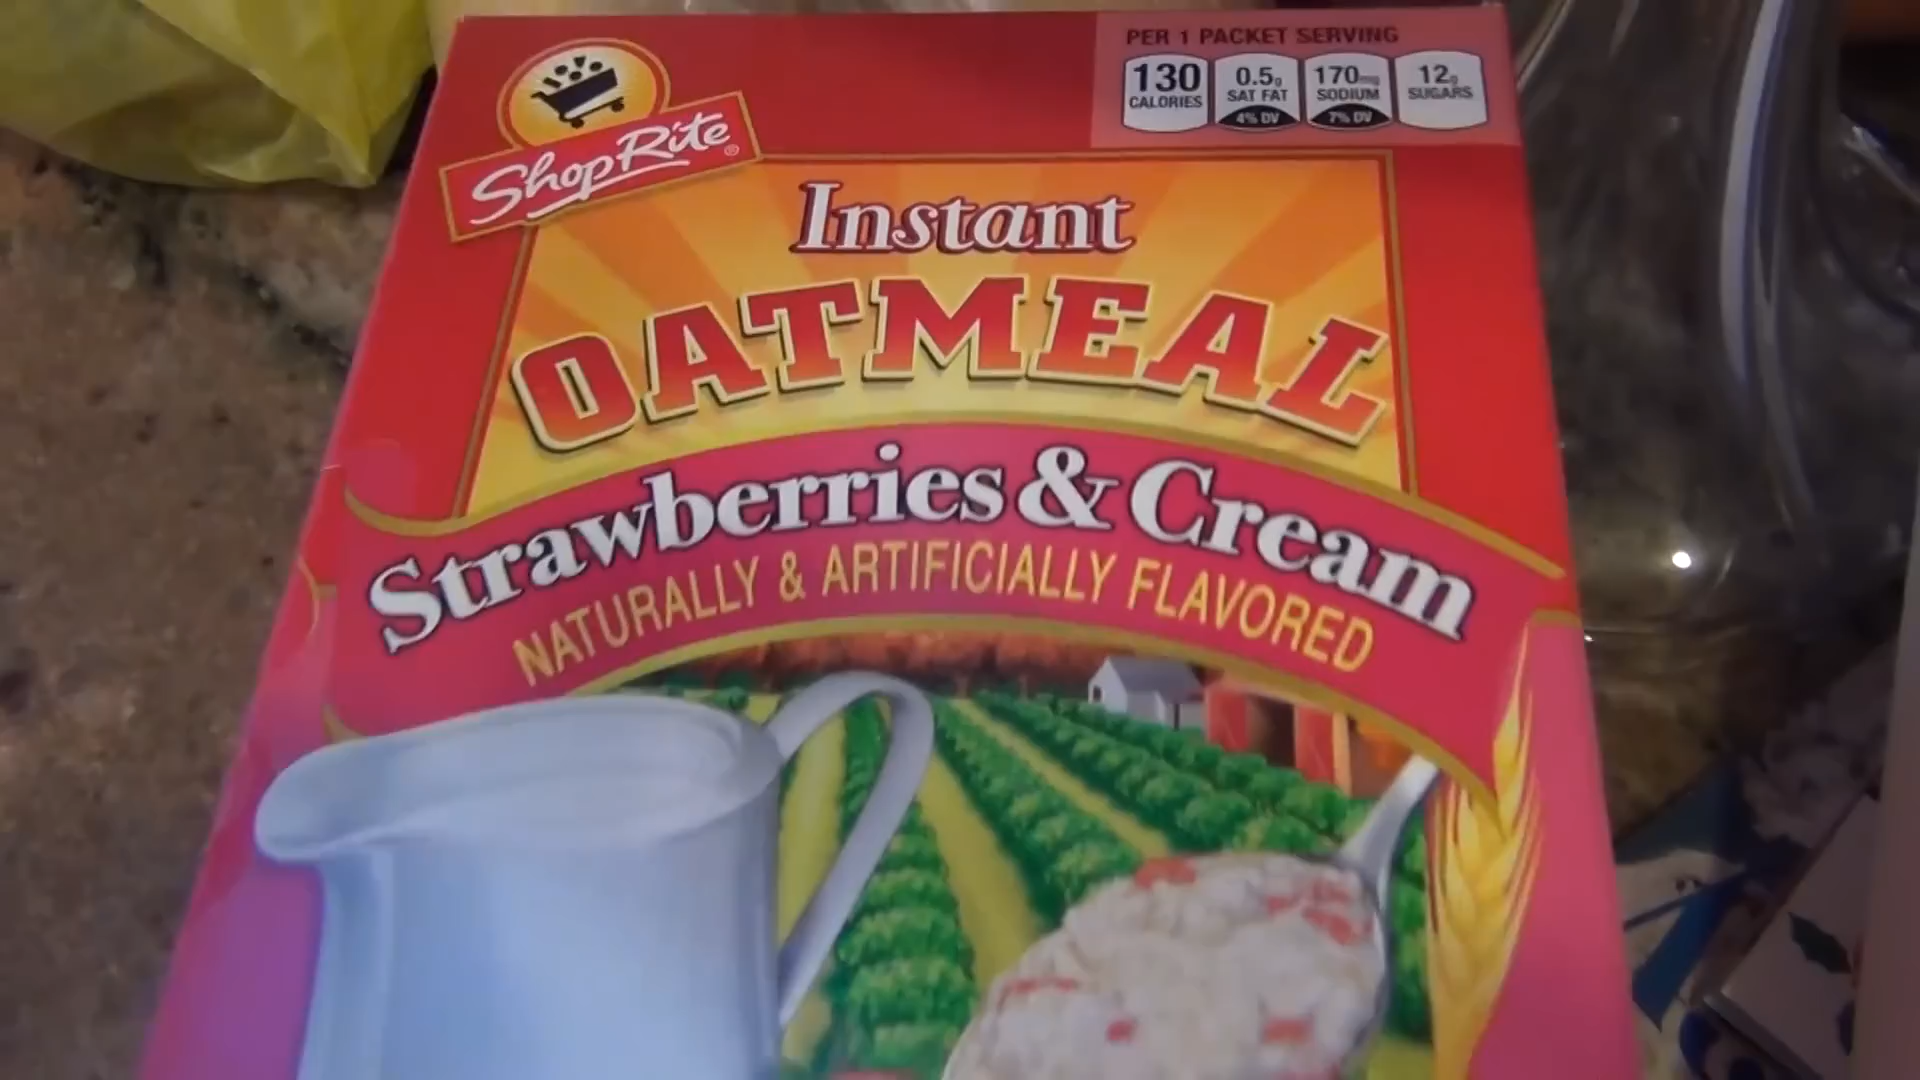 PER 1 PACKET SERVING
130 CALORIES
0.5g SAT FAT 4% DV
170mg SODIUM 7% DV
12g SUGARS
ShopRite®
Instant
OATMEAL
Strawberries & Cream
NATURALLY & ARTIFICIALLY FLAVORED